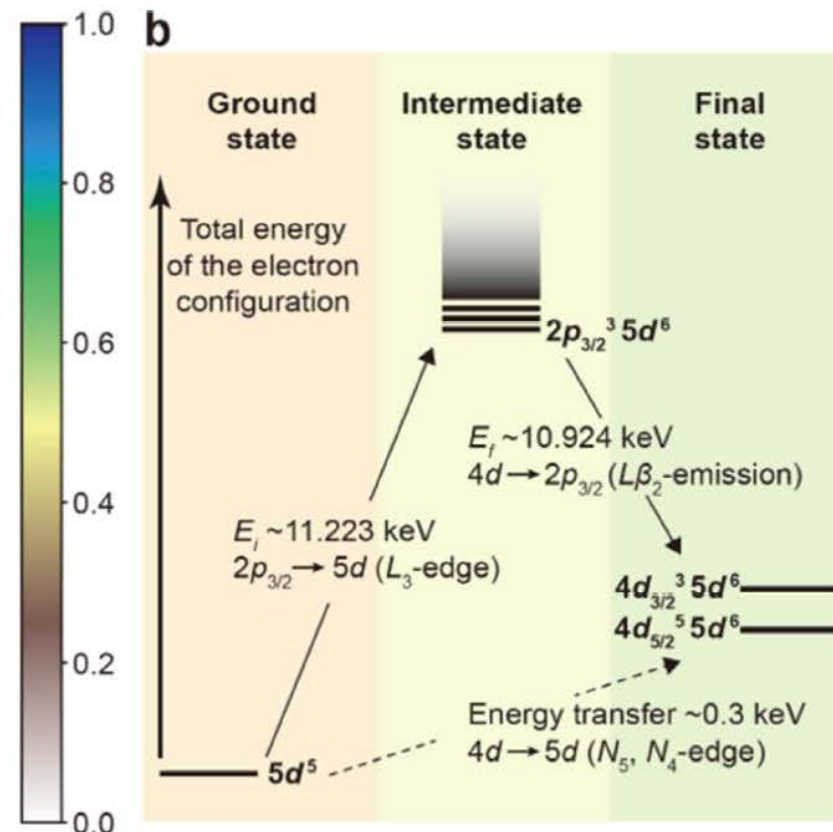 1.0
0.8
0.6
0.4
0.2
0.0
b
Ground
state
Intermediate
state
Final
state
Total energy
of the electron
configuration
2p₃/₂³ 5d⁶
E_f ~10.924 keV
4d→2p₃/₂ (Lβ₂-emission)
E_i ~11.223 keV
2p₃/₂→ 5d (L₃-edge)
4d₃/₂³ 5d⁶
4d₅/₂⁵ 5d⁶
Energy transfer ~0.3 keV
4d→5d (N₅, N₄-edge)
5d⁵